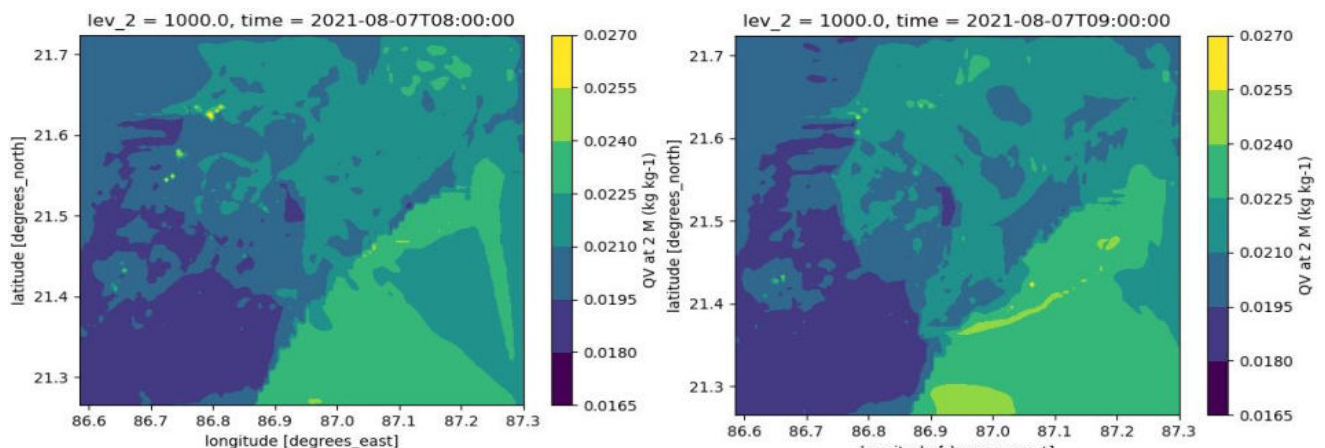 lev_2 = 1000.0, time = 2021-08-07T08:00:00
21.7
21.6
21.5
21.4
21.3
latitude [degrees_north]
86.6 86.7 86.8 86.9 87.0 87.1 87.2 87.3
longitude [degrees_east]
0.0270
0.0255
0.0240
0.0225
0.0210
0.0195
0.0180
0.0165
QV at 2 M (kg kg-1)
lev_2 = 1000.0, time = 2021-08-07T09:00:00
21.7
21.6
21.5
21.4
21.3
latitude [degrees_north]
86.6 86.7 86.8 86.9 87.0 87.1 87.2 87.3
0.0270
0.0255
0.0240
0.0225
0.0210
0.0195
0.0180
0.0165
QV at 2 M (kg kg-1)